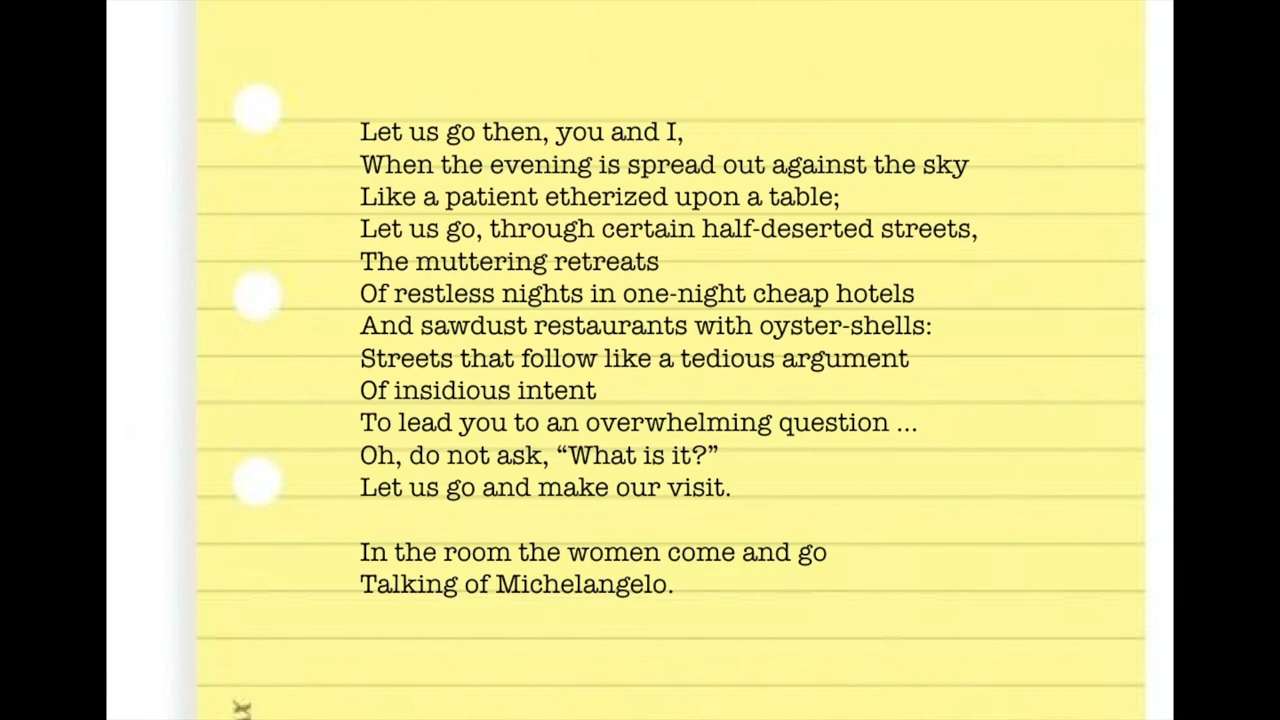 Let us go then, you and I,
When the evening is spread out against the sky
Like a patient etherized upon a table;
Let us go, through certain half-deserted streets,
The muttering retreats
Of restless nights in one-night cheap hotels
And sawdust restaurants with oyster-shells:
Streets that follow like a tedious argument
Of insidious intent
To lead you to an overwhelming question ...
Oh, do not ask, “What is it?”
Let us go and make our visit.

In the room the women come and go
Talking of Michelangelo.